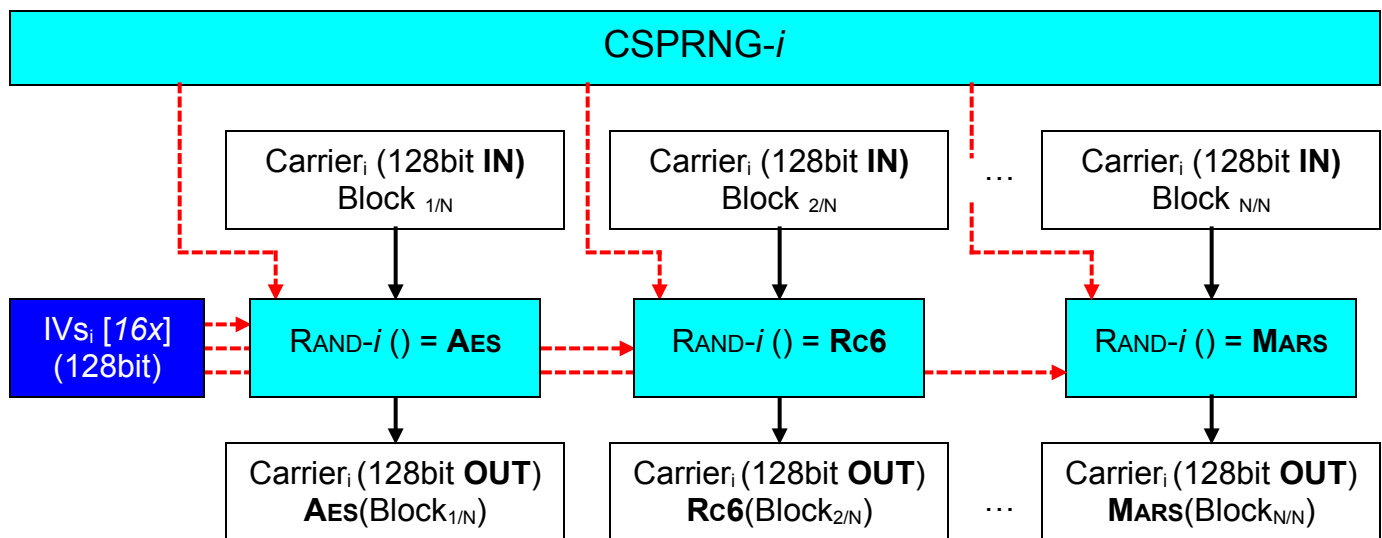 CSPRNG-i
Carrieri (128bit IN)
Block 1/N
Carrieri (128bit IN)
Block 2/N
...
Carrieri (128bit IN)
Block N/N
IVsi [16x]
(128bit)
RAND-i () = AES
RAND-i () = RC6
RAND-i () = MARS
Carrieri (128bit OUT)
AES(Block1/N)
Carrieri (128bit OUT)
RC6(Block2/N)
...
Carrieri (128bit OUT)
MARS(BlockN/N)